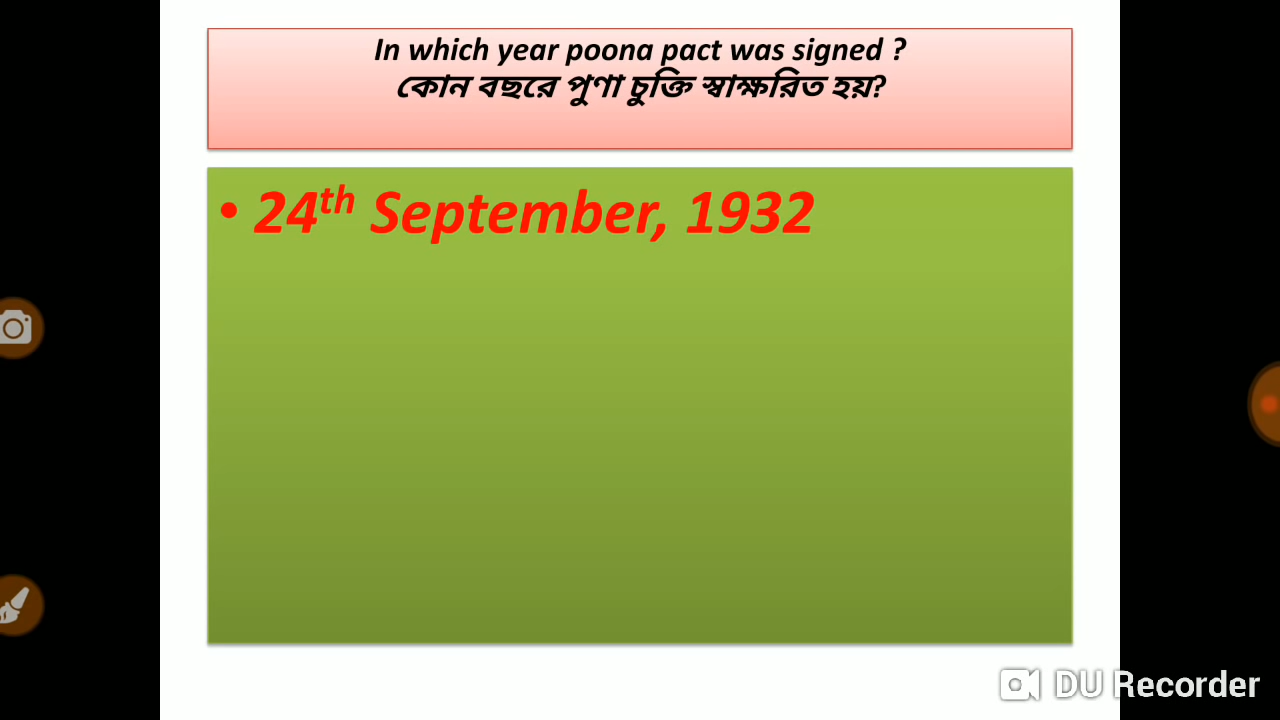 In which year poona pact was signed ?
কোন বছরে পুণা চুক্তি স্বাক্ষরিত হয়?
• 24th September, 1932
DU Recorder